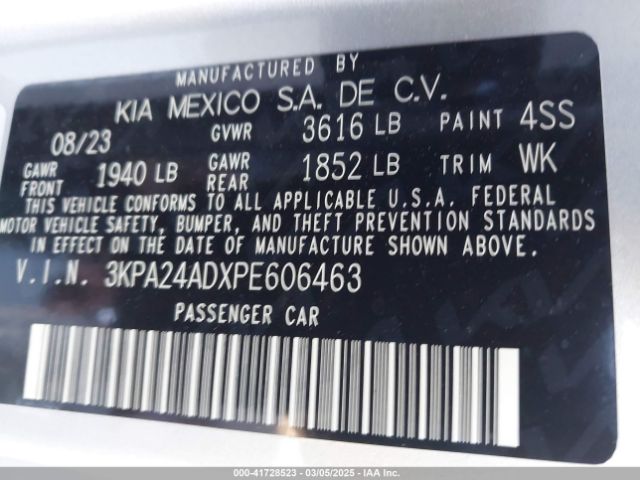 MANUFACTURED BY
KIA MEXICO S.A. DE C.V.
08/23 GVWR 3616 LB PAINT 4SS
GAWR FRONT 1940 LB GAWR REAR 1852 LB TRIM WK
THIS VEHICLE CONFORMS TO ALL APPLICABLE U.S.A. FEDERAL
MOTOR VEHICLE SAFETY, BUMPER, AND THEFT PREVENTION STANDARDS
IN EFFECT ON THE DATE OF MANUFACTURE SHOWN ABOVE.
V.I.N. 3KPA24ADXPE606463
PASSENGER CAR
000-41728523 - 03/05/2025 - IAA Inc.